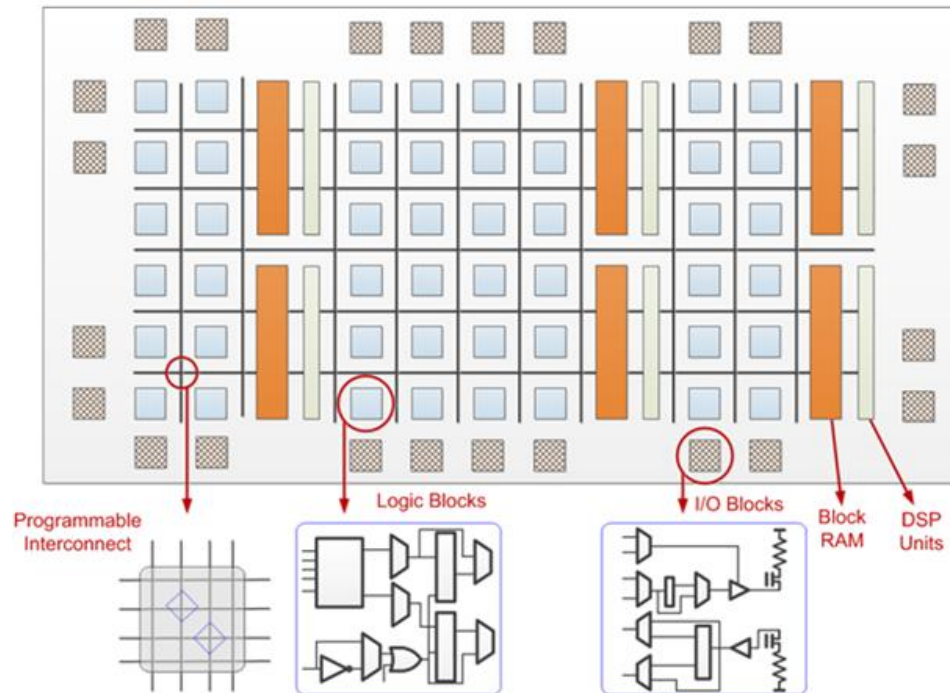 Programmable
Interconnect
Logic Blocks
I/O Blocks
Block
RAM
DSP
Units